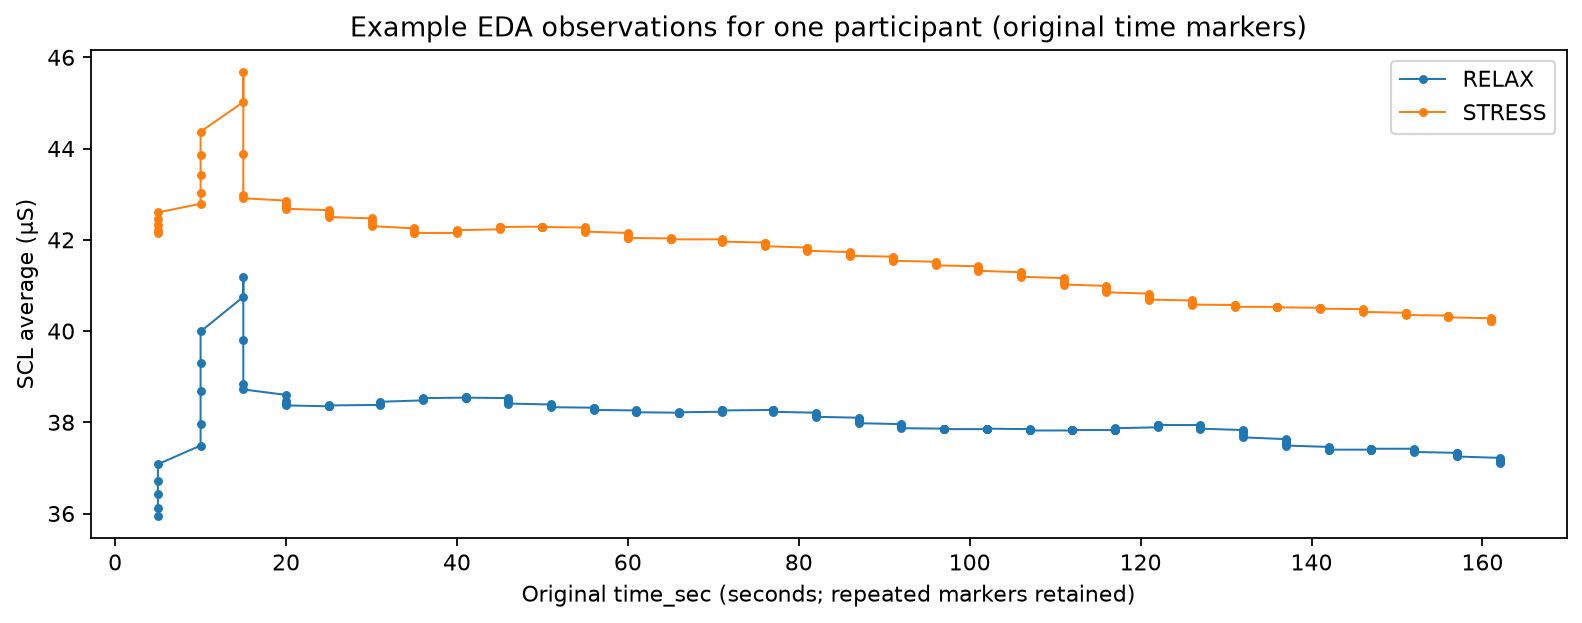 Example EDA observations for one participant (original time markers)
46
44
42
40
38
36
SCL average (µS)
RELAX
STRESS
0 20 40 60 80 100 120 140 160
Original time_sec (seconds; repeated markers retained)